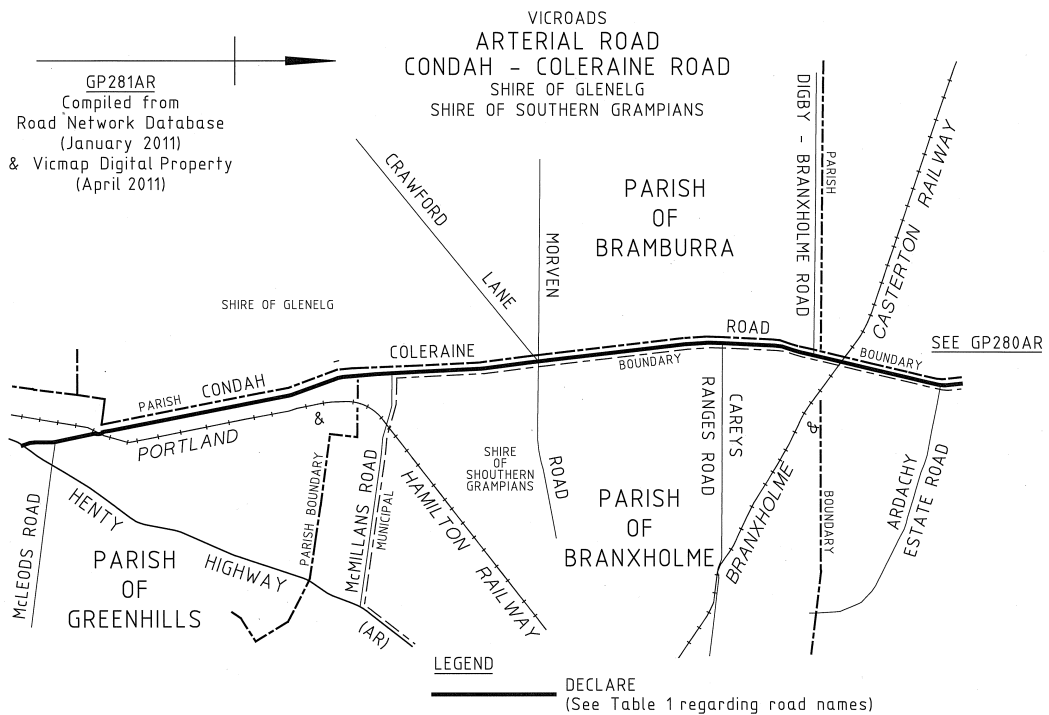 VICROADS
ARTERIAL ROAD
CONDAH - COLERAINE ROAD
SHIRE OF GLENELG
SHIRE OF SOUTHERN GRAMPIANS
GP281AR
Compiled from
Road Network Database
(January 2011)
& Vicmap Digital Property
(April 2011)
CRAWFORD
LANE
MORVEN
ROAD
PARISH
OF
BRAMBURRA
DIGBY - BRANXHOLME ROAD
PARISH
BOUNDARY
CASTERTON RAILWAY
SHIRE OF GLENELG
SEE GP280AR
PARISH
CONDAH
COLERAINE
ROAD
BOUNDARY
BOUNDARY
PORTLAND
&
HAMILTON RAILWAY
McLEODS ROAD
HENTY
HIGHWAY
(AR)
PARISH BOUNDARY
McMILLANS ROAD
MUNICIPAL
SHIRE
OF
SHOUTHERN
GRAMPIANS
PARISH
OF
BRANXHOLME
CAREYS
RANGES ROAD
BRANXHOLME
&
ARDACHY
ESTATE ROAD
PARISH
OF
GREENHILLS
LEGEND
DECLARE
(See Table 1 regarding road names)